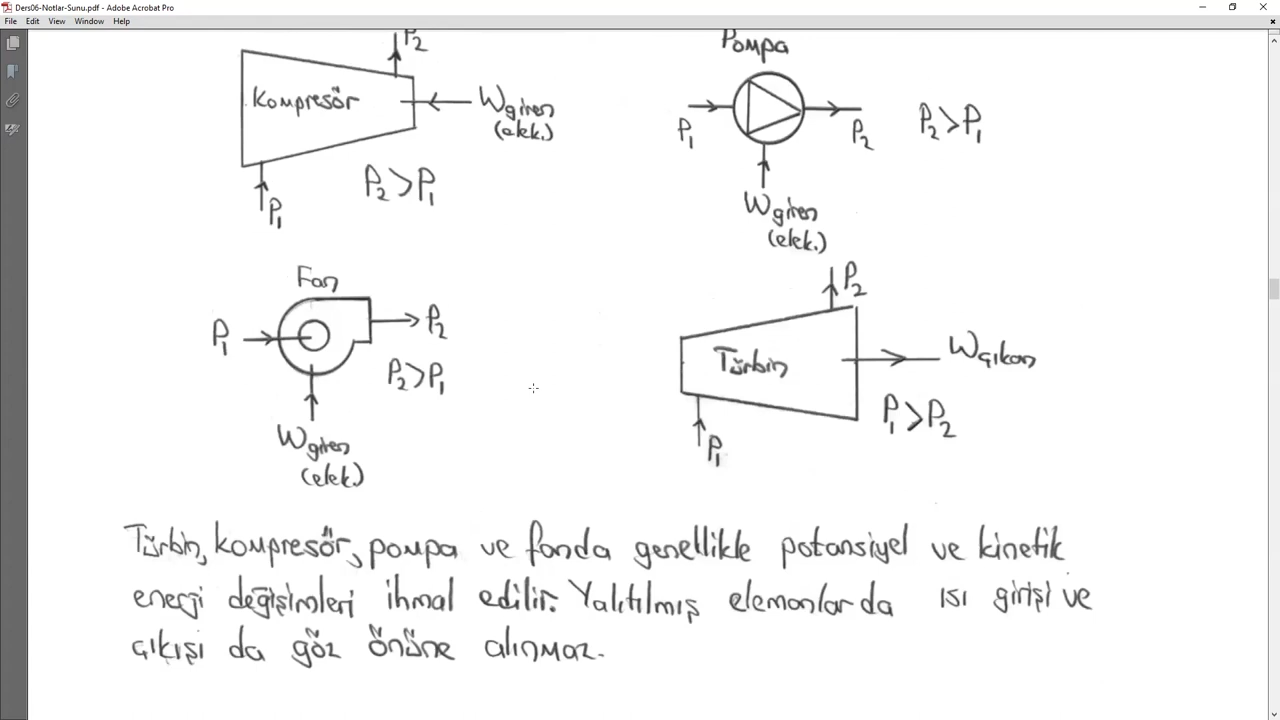 Ders06-Notlar-Sunu.pdf - Adobe Acrobat Pro
File Edit View Window Help
P2
Kompresör
Wgiren
(elek.)
P2>P1
P1
Pompa
P1
P2
P2>P1
Wgiren
(elek.)
Fan
P1
P2
P2>P1
Wgiren
(elek.)
P2
Türbin
Wçıkan
P1>P2
P1
Türbin, kompresör, pompa ve fanda genellikle potansiyel ve kinetik
enerji değişimleri ihmal edilir. Yalıtılmış elemanlarda ısı girişi ve
çıkışı da göz önüne alınmaz.